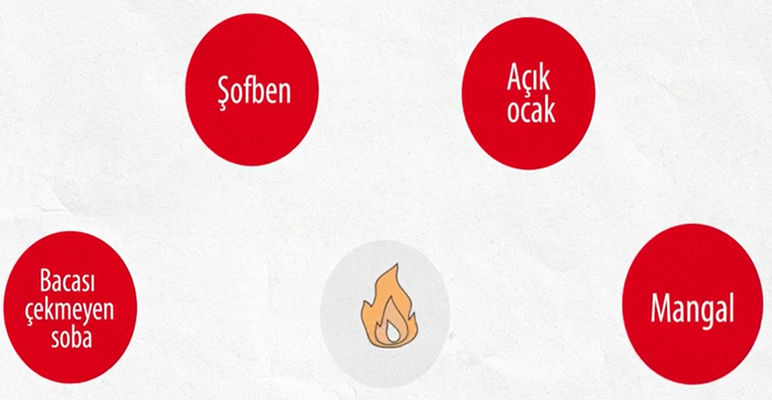 Şofben
Açık
ocak
Bacası
çekmeyen
soba
Mangal